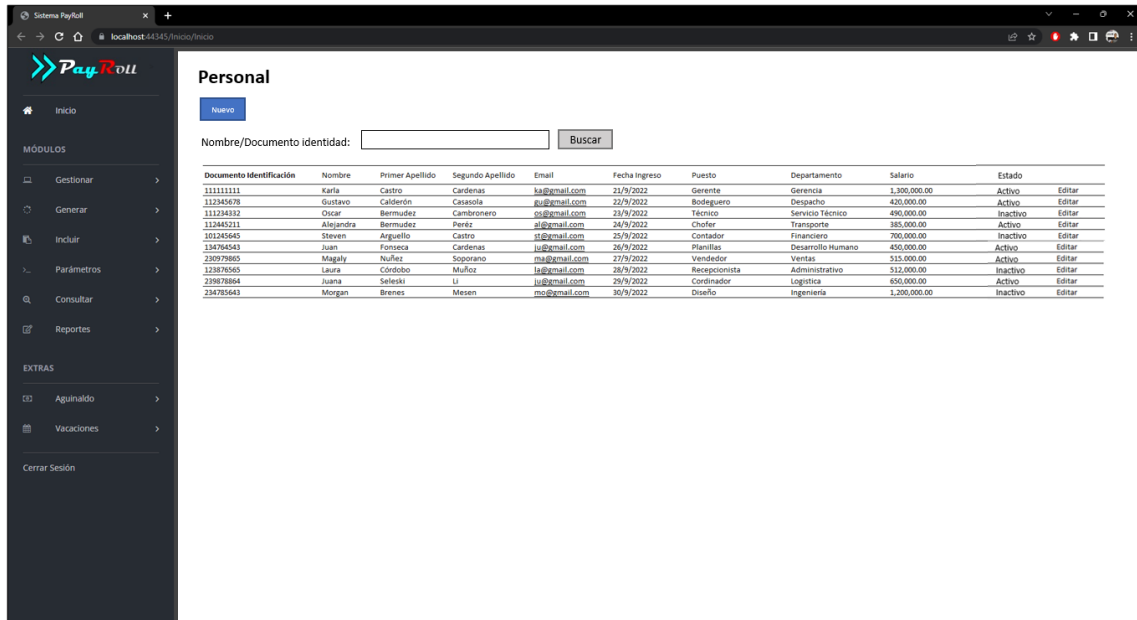 Sistema PayRoll
localhost:44345/Inicio/Inicio
PayRoll
Inicio
MÓDULOS
Gestionar
Generar
Incluir
Parámetros
Consultar
Reportes
EXTRAS
Aguinaldo
Vacaciones
Cerrar Sesión
Personal
Nuevo
Nombre/Documento identidad: Buscar
Documento Identificación Nombre Primer Apellido Segundo Apellido Email Fecha Ingreso Puesto Departamento Salario Estado
111111111 Karla Castro Cardenas ka@gmail.com 21/9/2022 Gerente Gerencia 1,300,000.00 Activo Editar
112345678 Gustavo Calderón Casasola gu@gmail.com 22/9/2022 Bodeguero Despacho 420,000.00 Activo Editar
111234332 Oscar Bermudez Cambronero os@gmail.com 23/9/2022 Técnico Servicio Técnico 490,000.00 Inactivo Editar
112445211 Alejandra Bermudez Peréz al@gmail.com 24/9/2022 Chofer Transporte 385,000.00 Activo Editar
101245645 Steven Arguello Castro st@gmail.com 25/9/2022 Contador Financiero 700,000.00 Inactivo Editar
134764543 Juan Fonseca Cardenas ju@gmail.com 26/9/2022 Planillas Desarrollo Humano 450,000.00 Activo Editar
230979865 Magaly Nuñez Soporano ma@gmail.com 27/9/2022 Vendedor Ventas 515.000.00 Activo Editar
123876565 Laura Córdobo Muñoz la@gmail.com 28/9/2022 Recepcionista Administrativo 512,000.00 Inactivo Editar
239878864 Juana Seleski Li ju@gmail.com 29/9/2022 Cordinador Logistica 650,000.00 Activo Editar
234785643 Morgan Brenes Mesen mo@gmail.com 30/9/2022 Diseño Ingeniería 1,200,000.00 Inactivo Editar